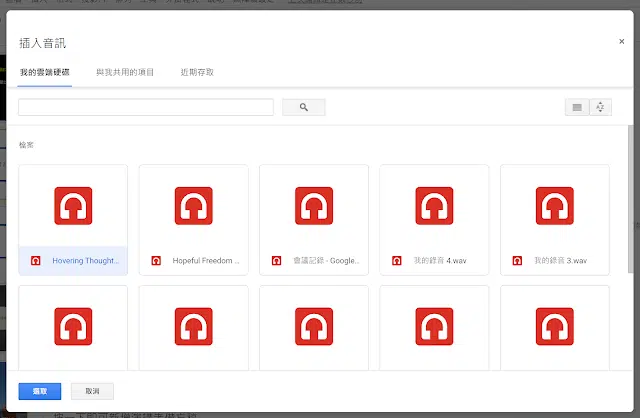 插入音訊
×
我的雲端硬碟 與我共用的項目 近期存取
檔案
Hovering Thought...
Hopeful Freedom ...
會議記錄 - Google...
我的錄音 4.wav
我的錄音 3.wav
選取 取消